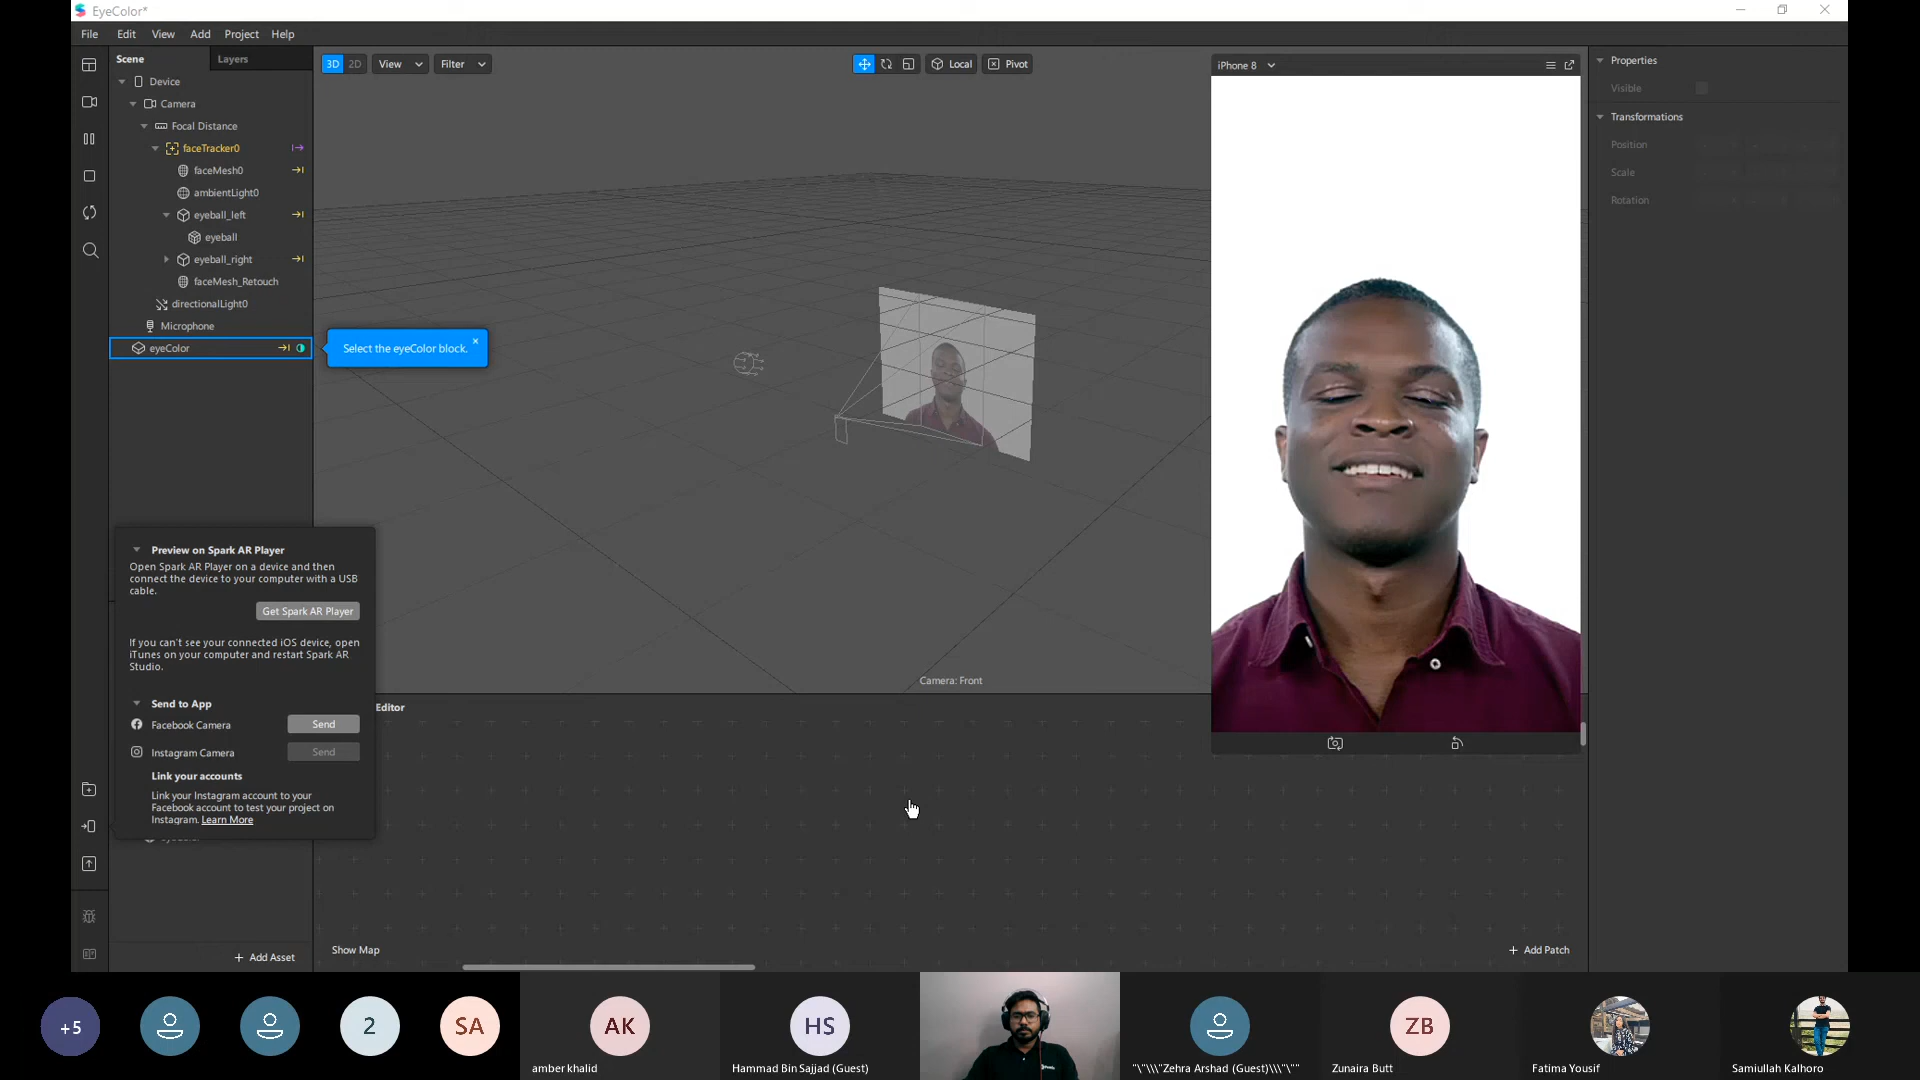 EyeColor*
File Edit View Add Project Help
Scene
Layers
Device
Camera
Focal Distance
faceTracker0
faceMesh0
ambientLight0
eyeball_left
eyeball
eyeball_right
faceMesh_Retouch
directionalLight0
Microphone
eyeColor
3D 2D View Filter
Local Pivot
Select the eyeColor block.
Camera: Front
iPhone 8
Properties
Visible
Transformations
Position
Scale
Rotation
Preview on Spark AR Player
Open Spark AR Player on a device and then
connect the device to your computer with a USB
cable.
Get Spark AR Player
If you can't see your connected iOS device, open
iTunes on your computer and restart Spark AR
Studio.
Send to App
Facebook Camera Send
Instagram Camera Send
Link your accounts
Link your Instagram account to your
Facebook account to test your project on
Instagram. Learn More
Editor
Show Map
+ Add Patch
+ Add Asset
+5
2
SA
AK
amber khalid
HS
Hammad Bin Sajjad (Guest)
"\"\\\"Zehra Arshad (Guest)\\\"\""
ZB
Zunaira Butt
Fatima Yousif
Samiullah Kalhoro